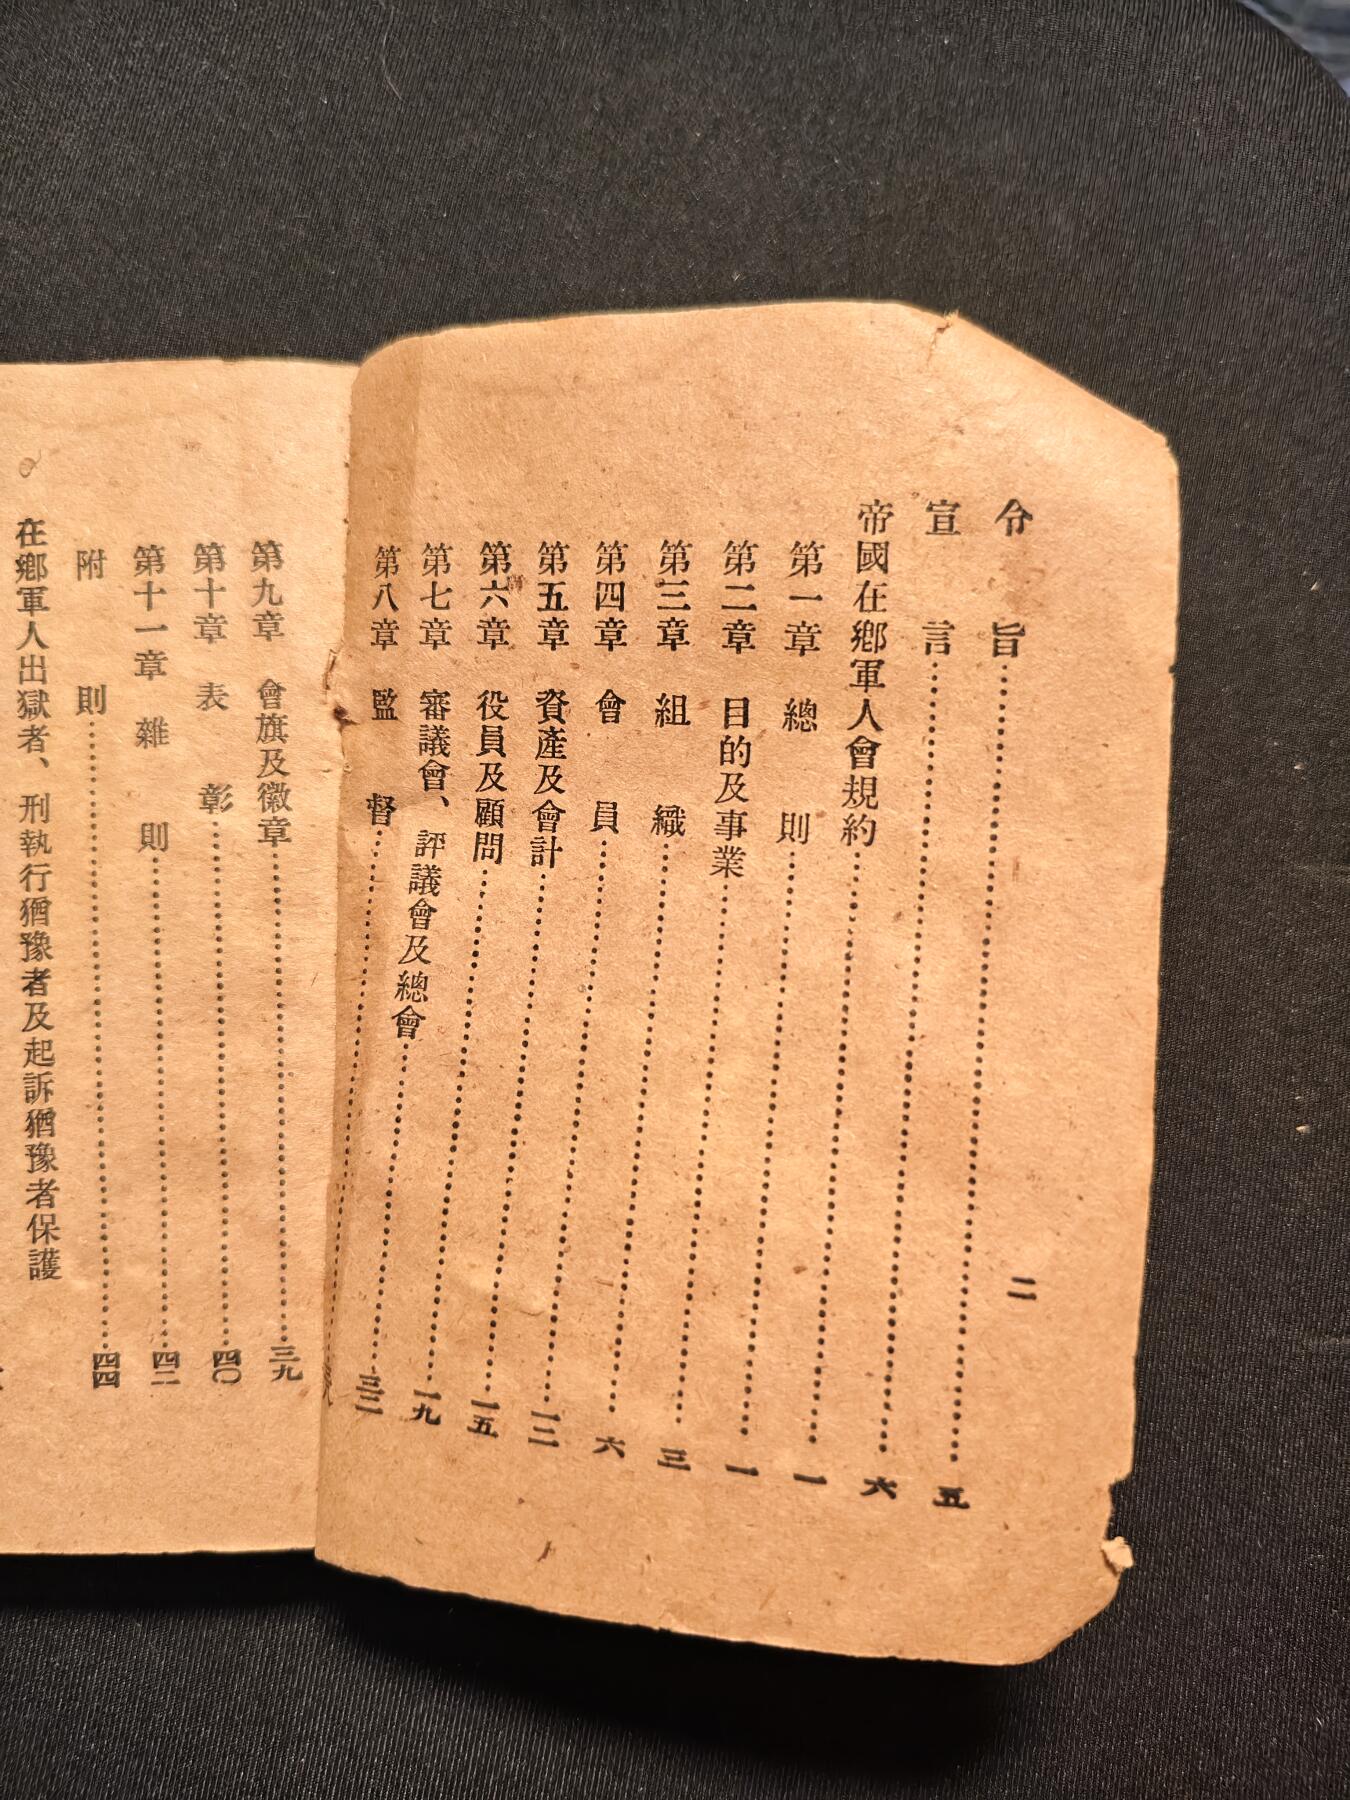 二
令旨……五
宣言……六
帝國在鄕軍人會規約……一
第一章 總則……一
第二章 目的及事業……三
第三章 組織……六
第四章 會員……一二
第五章 資產及會計……一五
第六章 役員及顧問……一九
第七章 審議會、評議會及總會……三二
第八章 監督……
第九章 會旗及徽章……三九
第十章 表彰……四〇
第十一章 雜則……四二
附則……四四
在鄕軍人出獄者、刑執行猶豫者及起訴猶豫者保護